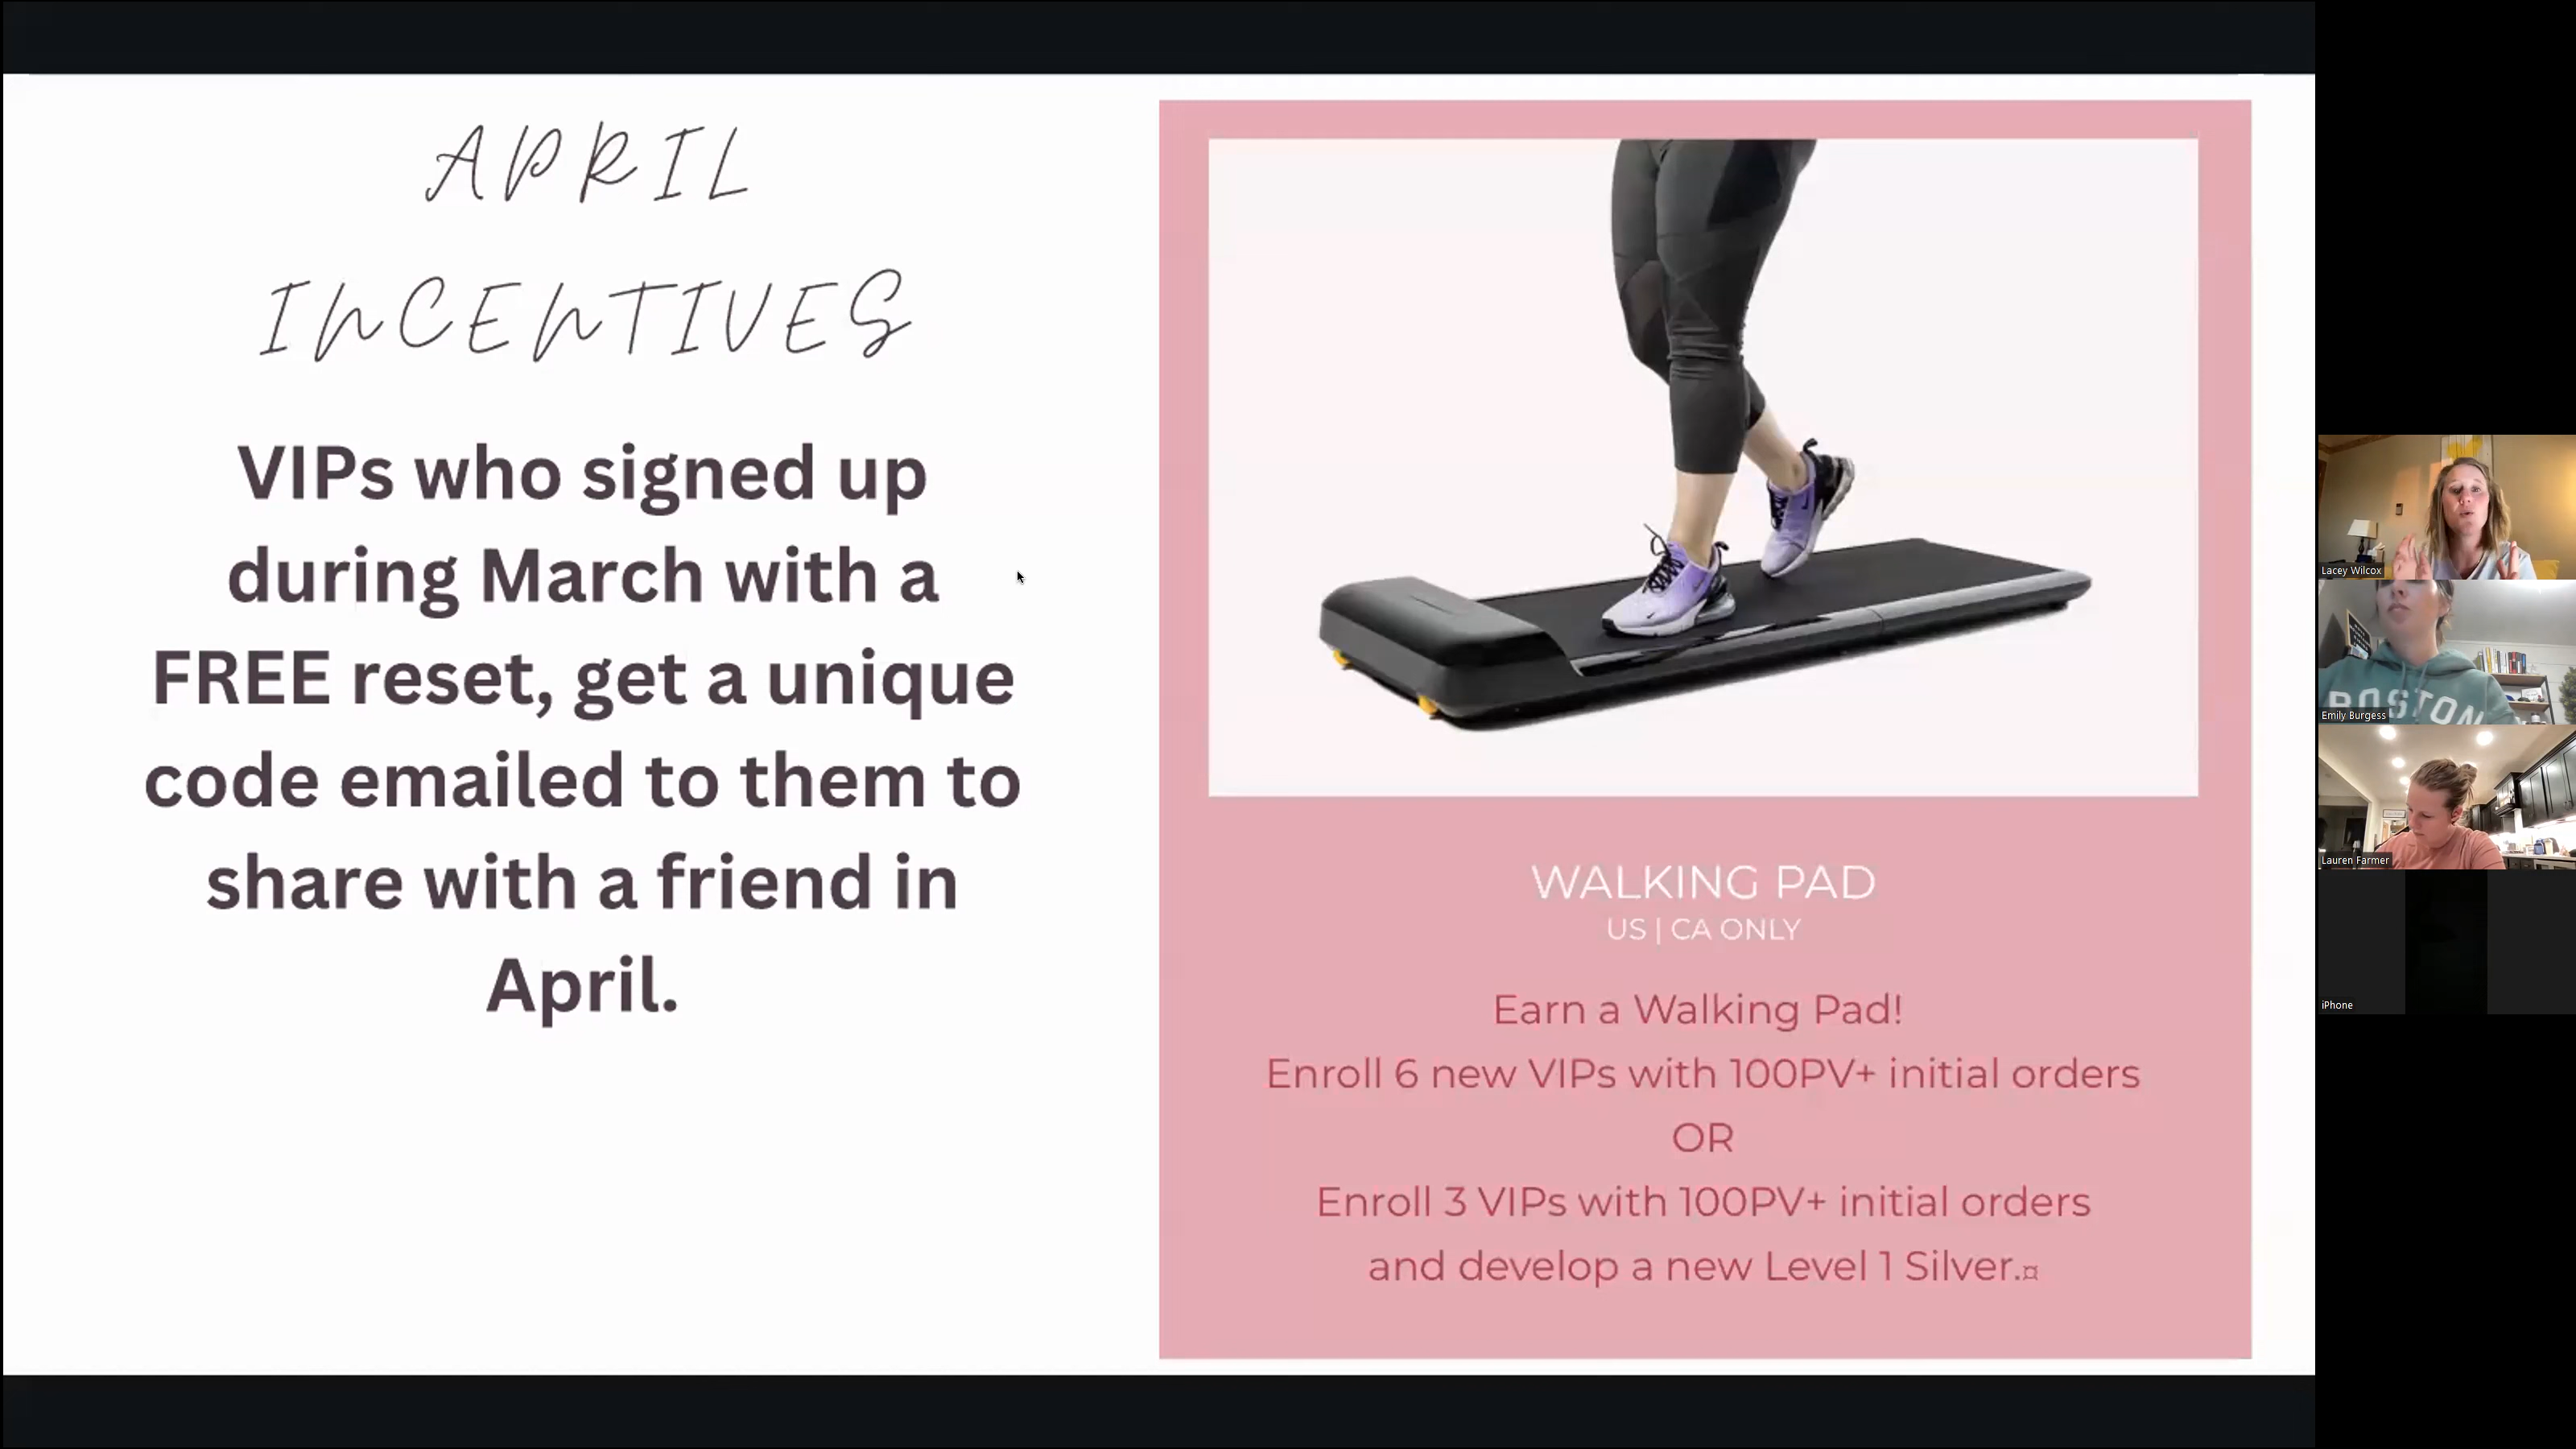 APRIL
INCENTIVES
VIPs who signed up
during March with a
FREE reset, get a unique
code emailed to them to
share with a friend in
April.
WALKING PAD
US | CA ONLY
Earn a Walking Pad!
Enroll 6 new VIPs with 100PV+ initial orders
OR
Enroll 3 VIPs with 100PV+ initial orders
and develop a new Level 1 Silver.¤
Lacey Wilcox
BOSTON
Emily Burgess
Lauren Farmer
iPhone